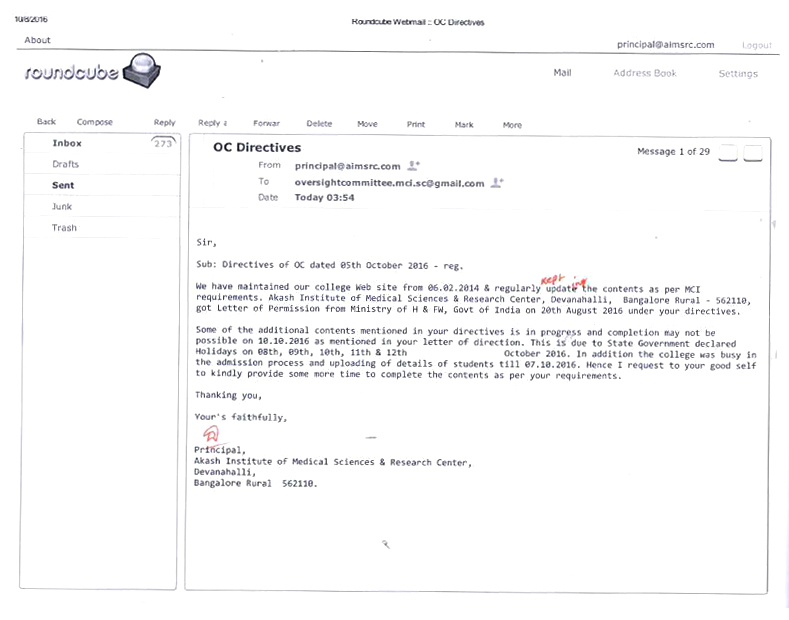 10/8/2016
Roundcube Webmail :: OC Directives
About
principal@aimsrc.com Logout
roundcube
Mail Address Book Settings
Back Compose Reply Reply a Forwar Delete Move Print Mark More
Inbox 273
Drafts
Sent
Junk
Trash
OC Directives
Message 1 of 29
From principal@aimsrc.com
To oversightcommittee.mci.sc@gmail.com
Date Today 03:54
Sir,
Sub: Directives of OC dated 05th October 2016 - reg.
kept ing
We have maintained our college Web site from 06.02.2014 & regularly update the contents as per MCI
requirements. Akash Institute of Medical Sciences & Research Center, Devanahalli, Bangalore Rural - 562110,
got Letter of Permission from Ministry of H & FW, Govt of India on 20th August 2016 under your directives.
Some of the additional contents mentioned in your directives is in progress and completion may not be
possible on 10.10.2016 as mentioned in your letter of direction. This is due to State Government declared
Holidays on 08th, 09th, 10th, 11th & 12th October 2016. In addition the college was busy in
the admission process and uploading of details of students till 07.10.2016. Hence I request to your good self
to kindly provide some more time to complete the contents as per your requirements.
Thanking you,
Your's faithfully,
Principal,
Akash Institute of Medical Sciences & Research Center,
Devanahalli,
Bangalore Rural 562110.